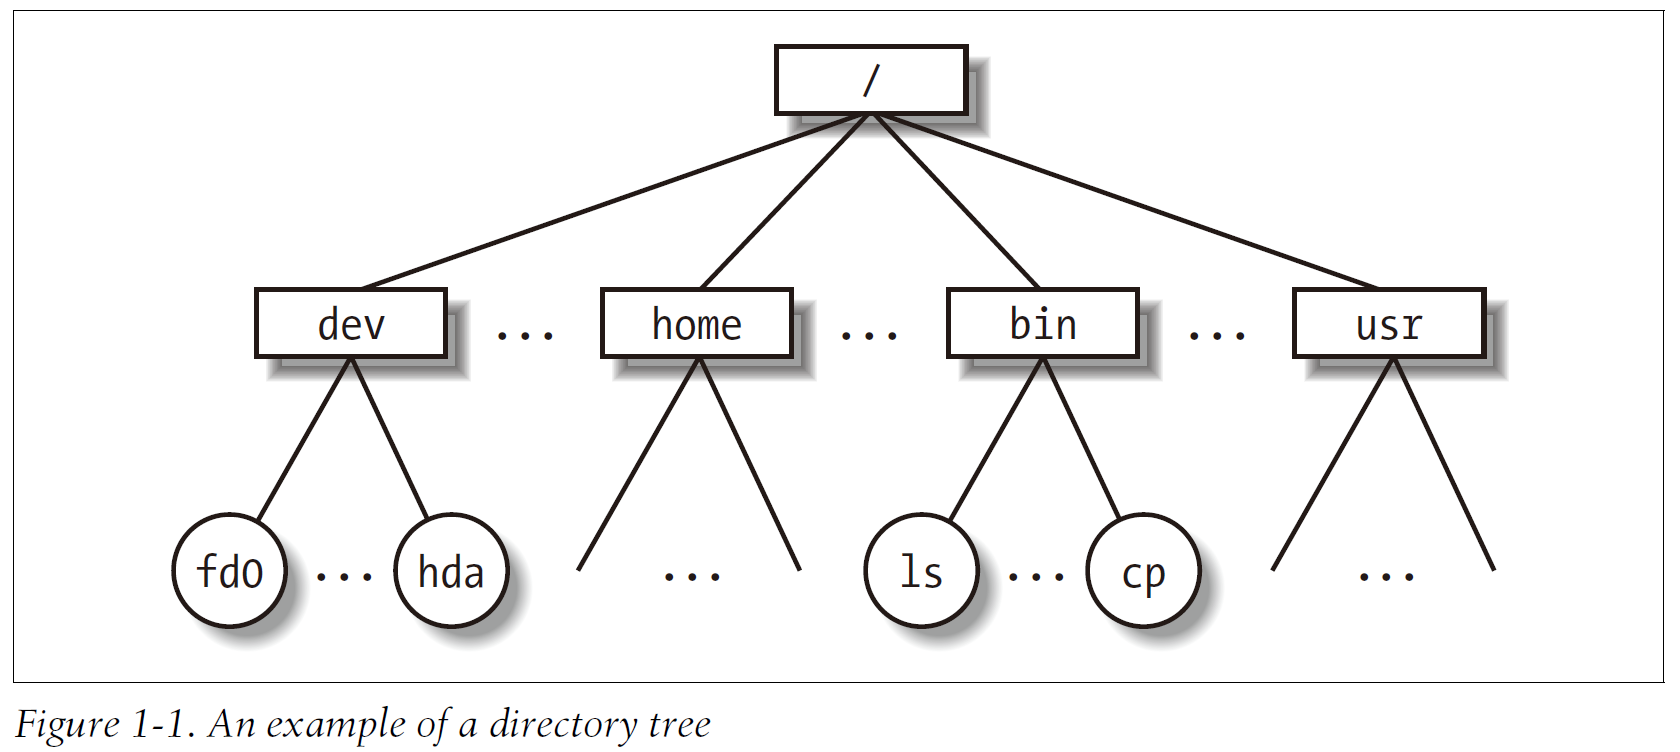 /
dev ... home ... bin ... usr
fd0 ... hda ... ls ... cp ...
Figure 1-1. An example of a directory tree